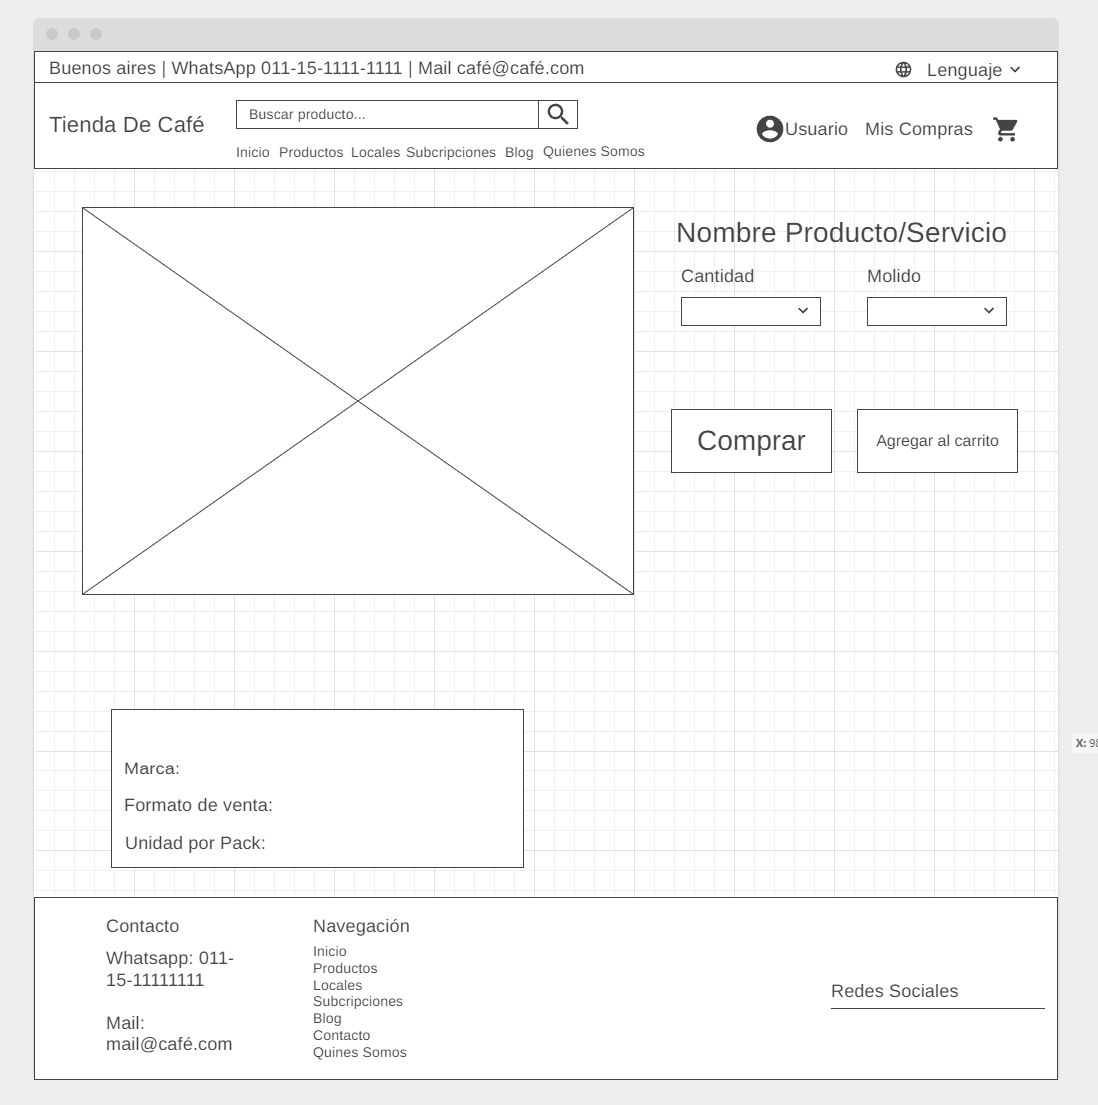 Buenos aires | WhatsApp 011-15-1111-1111 | Mail café@café.com
Lenguaje
Tienda De Café
Buscar producto...
Usuario
Mis Compras
Inicio Productos Locales Subcripciones Blog Quienes Somos
Nombre Producto/Servicio
Cantidad
Molido
Comprar
Agregar al carrito
X: 98
Marca:
Formato de venta:
Unidad por Pack:
Contacto
Whatsapp: 011-
15-11111111
Mail:
mail@café.com
Navegación
Inicio
Productos
Locales
Subcripciones
Blog
Contacto
Quines Somos
Redes Sociales